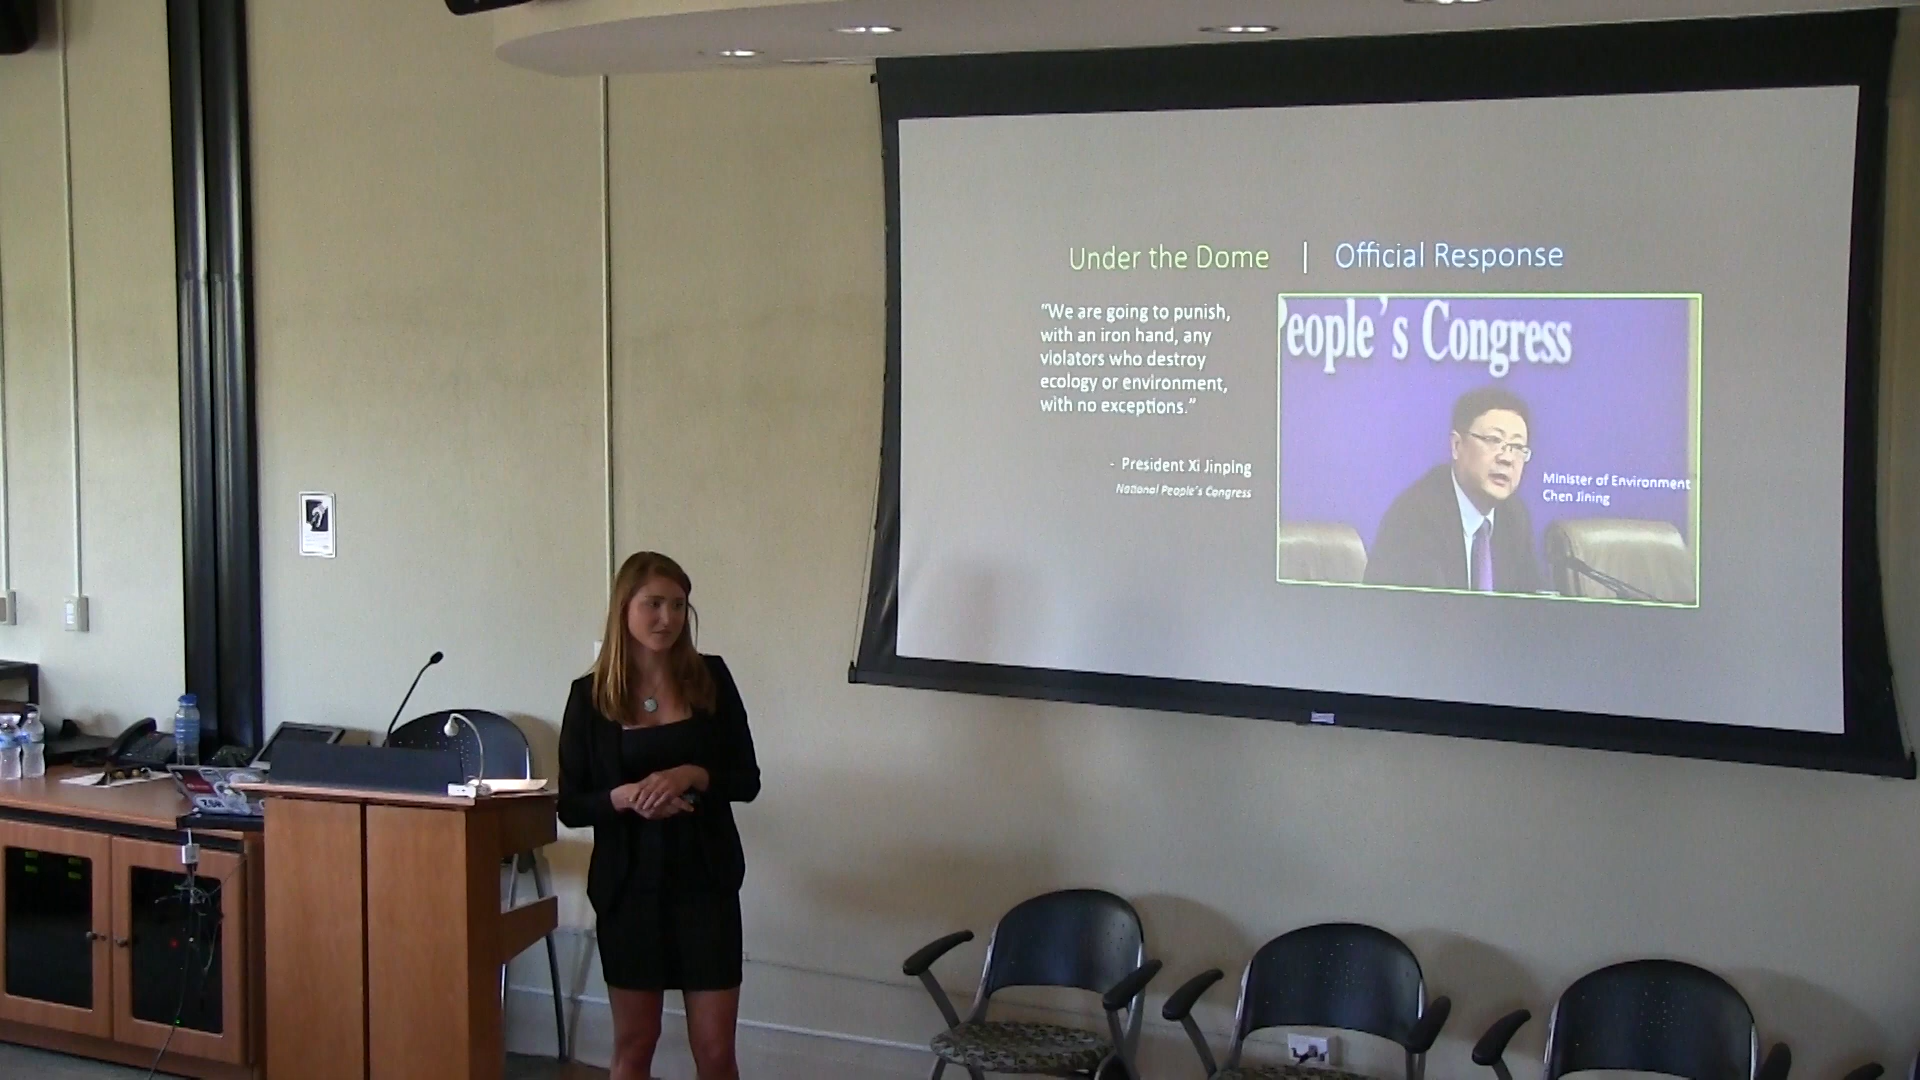 Under the Dome | Official Response
"We are going to punish,
with an iron hand, any
violators who destroy
ecology or environment,
with no exceptions."
- President Xi Jinping
National People's Congress
People's Congress
Minister of Environment
Chen Jining